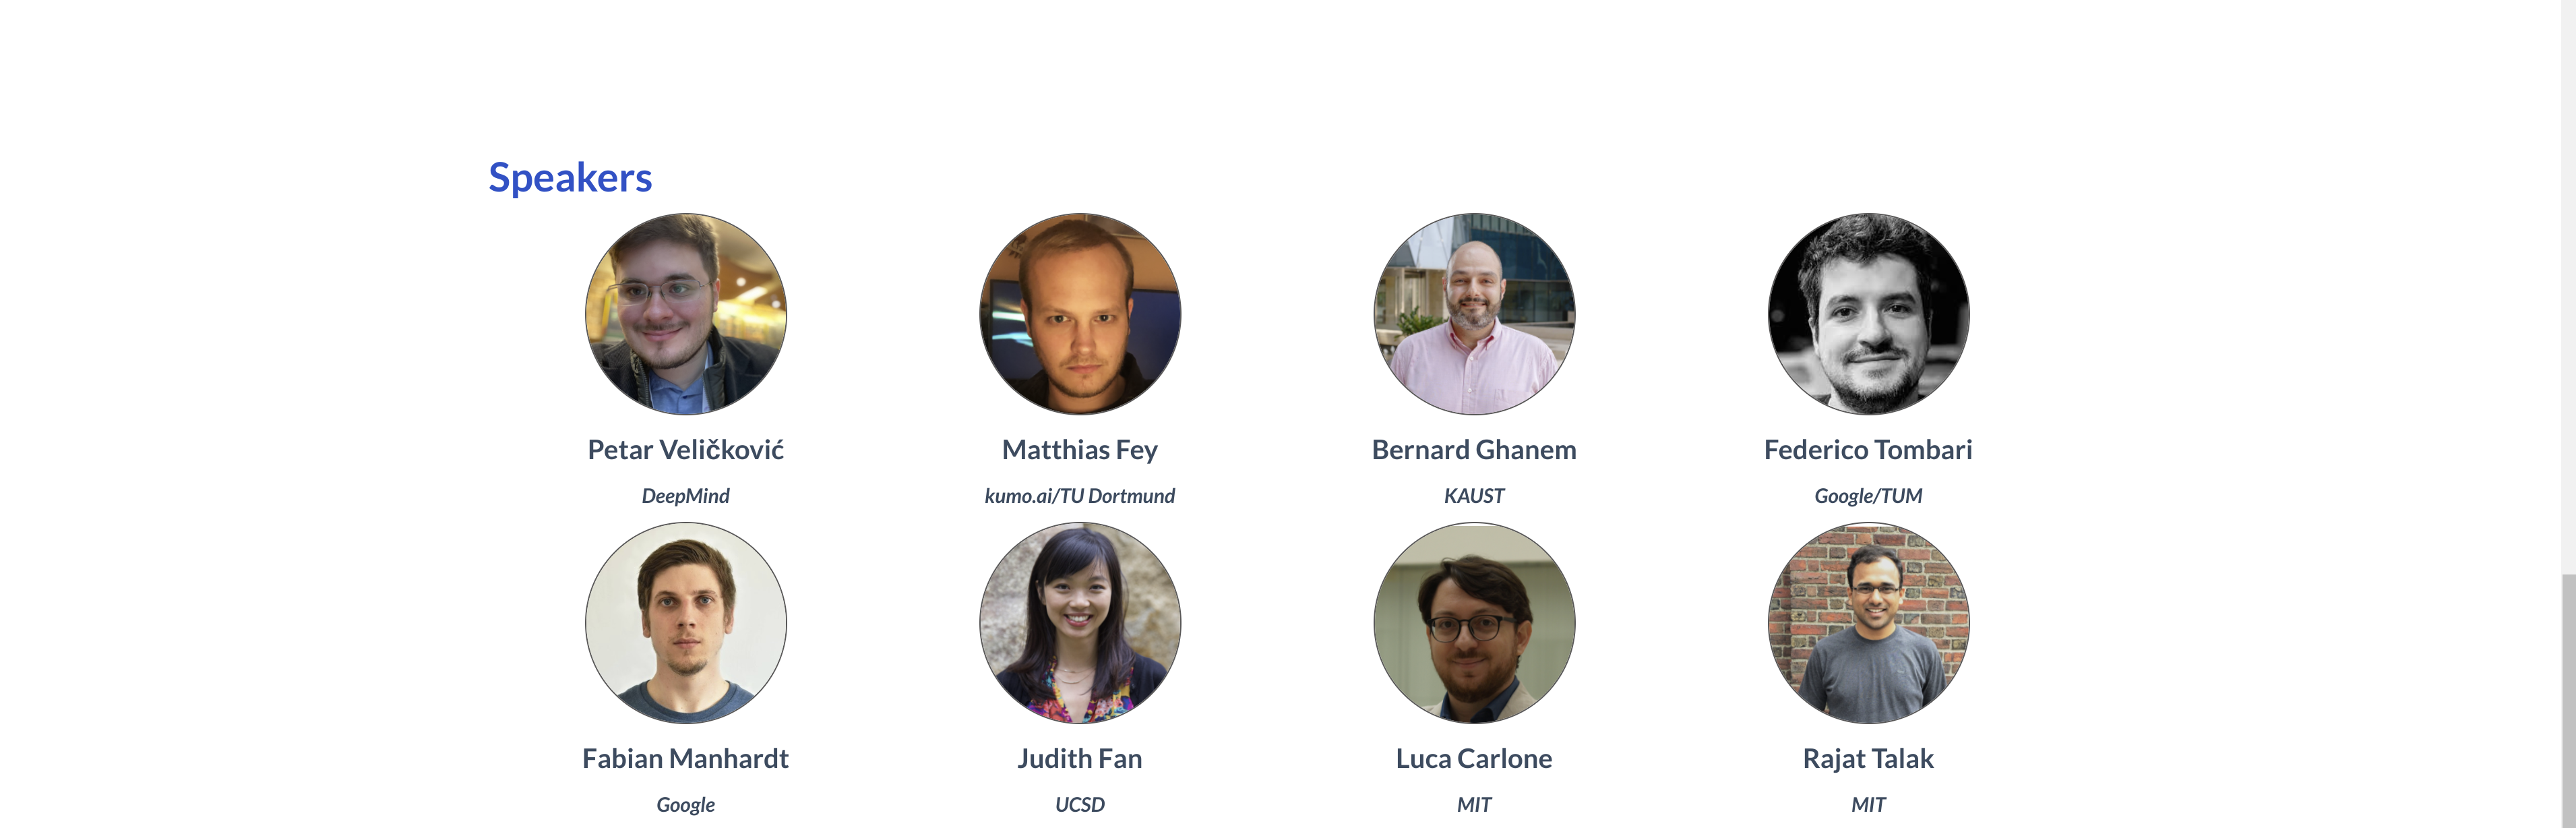 Speakers
Petar Veličković
Matthias Fey
Bernard Ghanem
Federico Tombari
DeepMind
kumo.ai/TU Dortmund
KAUST
Google/TUM
Fabian Manhardt
Judith Fan
Luca Carlone
Rajat Talak
Google
UCSD
MIT
MIT